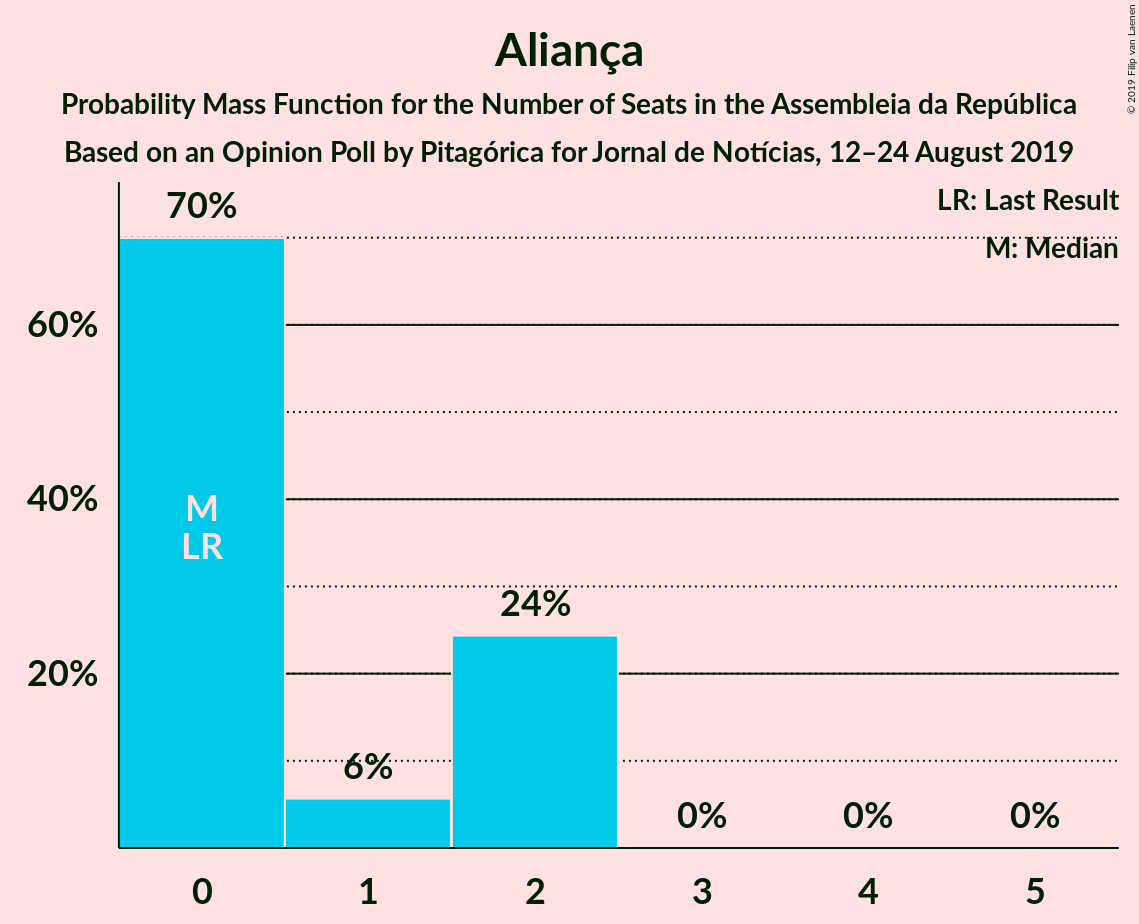 Aliança
Probability Mass Function for the Number of Seats in the Assembleia da República
Based on an Opinion Poll by Pitagórica for Jornal de Notícias, 12–24 August 2019
© 2019 Filip van Laenen
LR: Last Result
M: Median
70%
60%
40%
20%
M
LR
6%
24%
0%
0%
0%
0
1
2
3
4
5